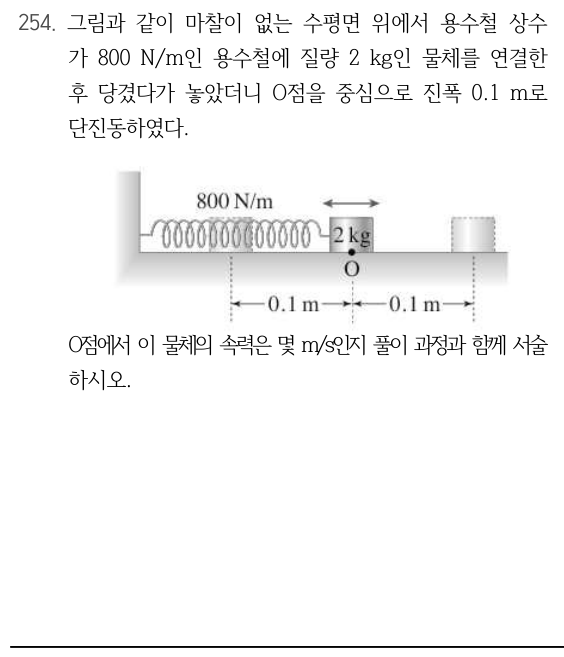 254. 그림과 같이 마찰이 없는 수평면 위에서 용수철 상수
가 800 N/m인 용수철에 질량 2 kg인 물체를 연결한
후 당겼다가 놓았더니 O점을 중심으로 진폭 0.1 m로
단진동하였다.
800 N/m
2 kg
O
0.1 m 0.1 m
O점에서 이 물체의 속력은 몇 m/s인지 풀이 과정과 함께 서술
하시오.